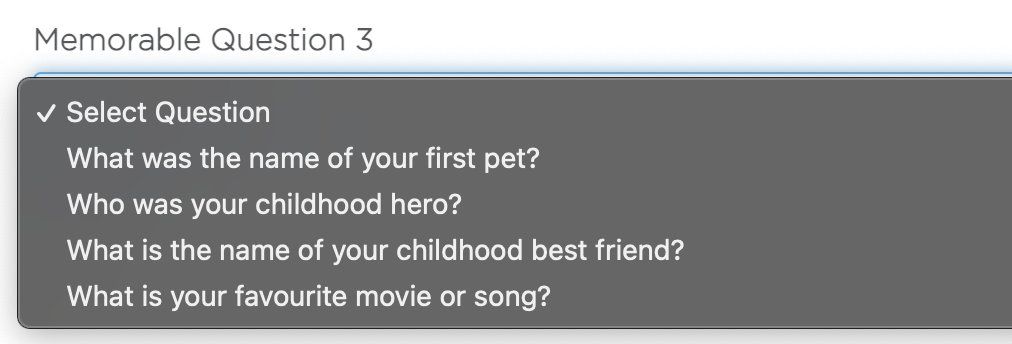 Memorable Question 3
✓ Select Question
What was the name of your first pet?
Who was your childhood hero?
What is the name of your childhood best friend?
What is your favourite movie or song?